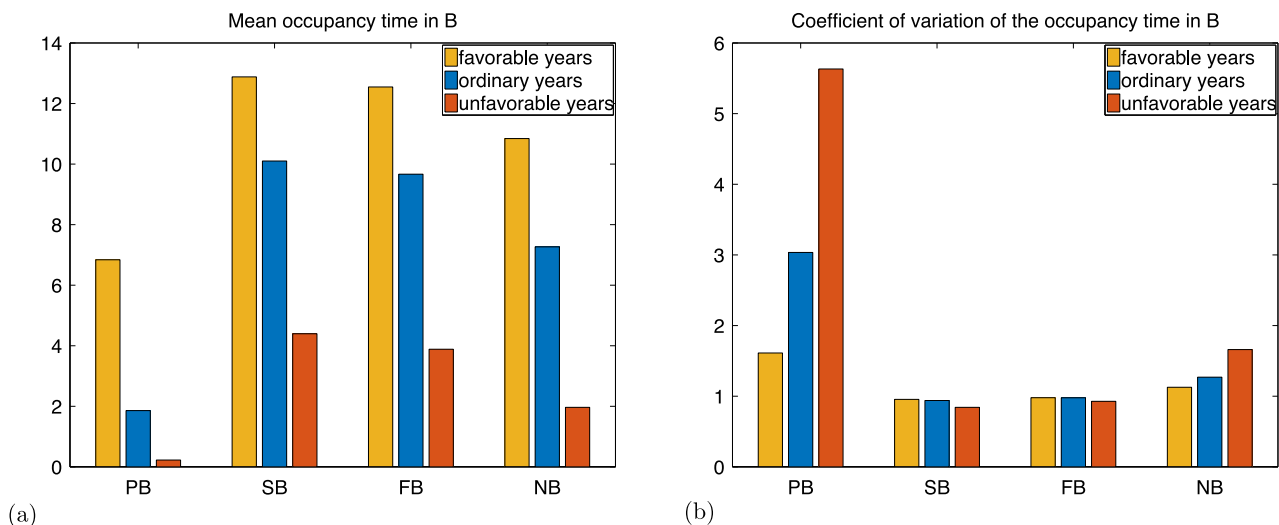 Mean occupancy time in B
14
12
10
8
6
4
2
0
favorable years
ordinary years
unfavorable years
PB SB FB NB
(a)
Coefficient of variation of the occupancy time in B
6
5
4
3
2
1
0
favorable years
ordinary years
unfavorable years
PB SB FB NB
(b)